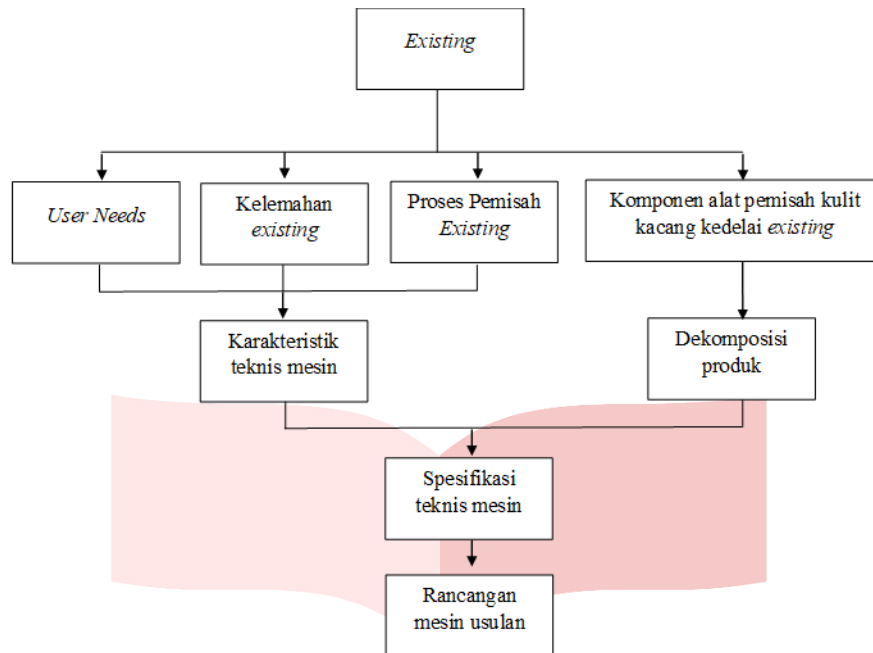 Existing
User Needs
Kelemahan
existing
Proses Pemisah
Existing
Komponen alat pemisah kulit
kacang kedelai existing
Karakteristik
teknis mesin
Dekomposisi
produk
Spesifikasi
teknis mesin
Rancangan
mesin usulan